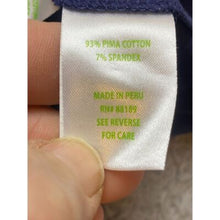 93% PIMA COTTON
7% SPANDEX
MADE IN PERU
RN# 88189
SEE REVERSE
FOR CARE